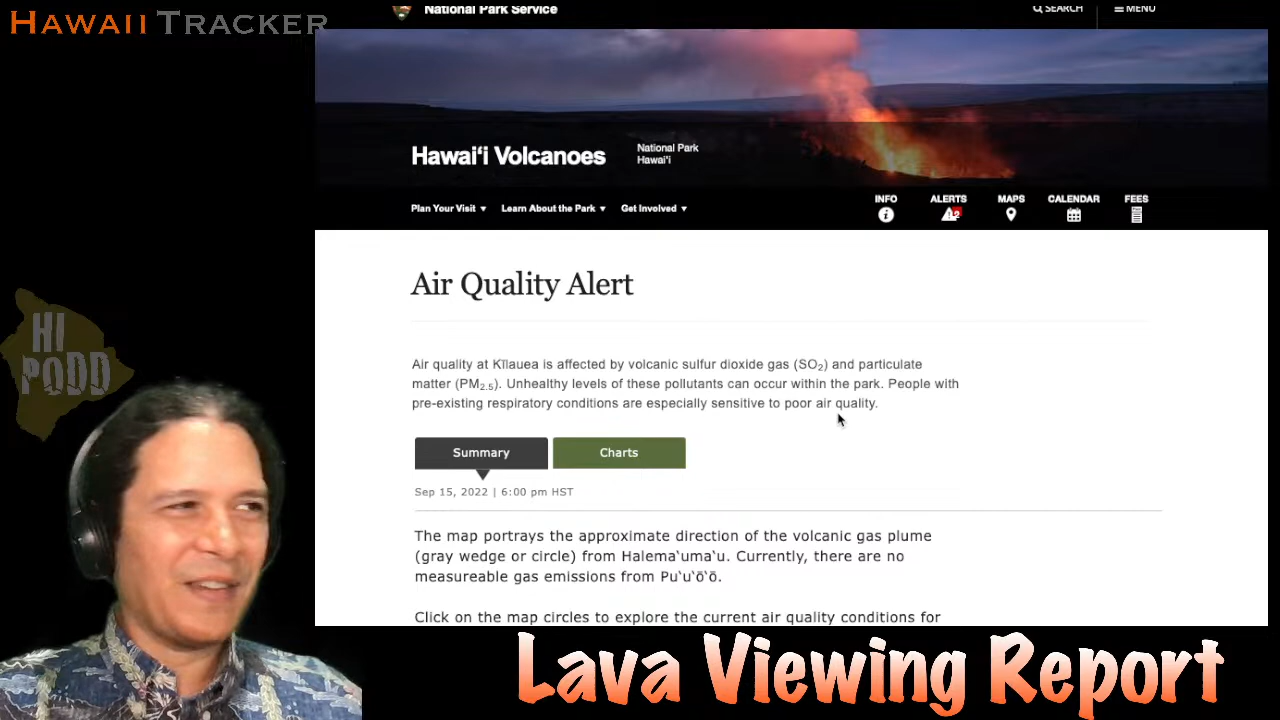 HAWAII TRACKER
National Park Service
SEARCH
MENU
Hawaiʻi Volcanoes
National Park
Hawaiʻi
Plan Your Visit
Learn About the Park
Get Involved
INFO
ALERTS
2
MAPS
CALENDAR
FEES
Air Quality Alert
Air quality at Kīlauea is affected by volcanic sulfur dioxide gas (SO₂) and particulate
matter (PM₂.₅). Unhealthy levels of these pollutants can occur within the park. People with
pre-existing respiratory conditions are especially sensitive to poor air quality.
Summary
Charts
Sep 15, 2022 | 6:00 pm HST
The map portrays the approximate direction of the volcanic gas plume
(gray wedge or circle) from Halema‘uma‘u. Currently, there are no
measureable gas emissions from Pu‘u‘ō‘ō.
Click on the map circles to explore the current air quality conditions for
HI
PODD
Lava Viewing Report